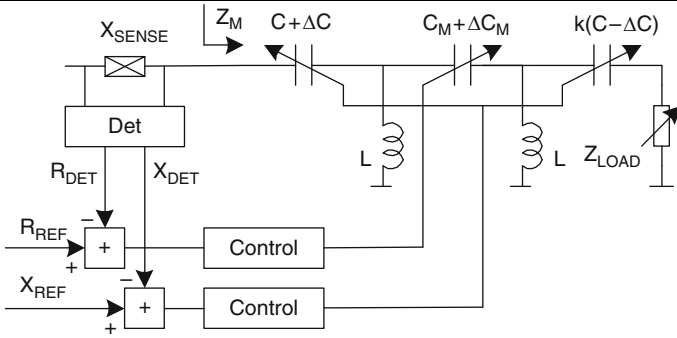 Z_M
C+ΔC
C_M+ΔC_M
k(C−ΔC)
X_SENSE
Det
R_DET
X_DET
L
L
Z_LOAD
R_REF
−
+
+
Control
X_REF
−
+
+
Control